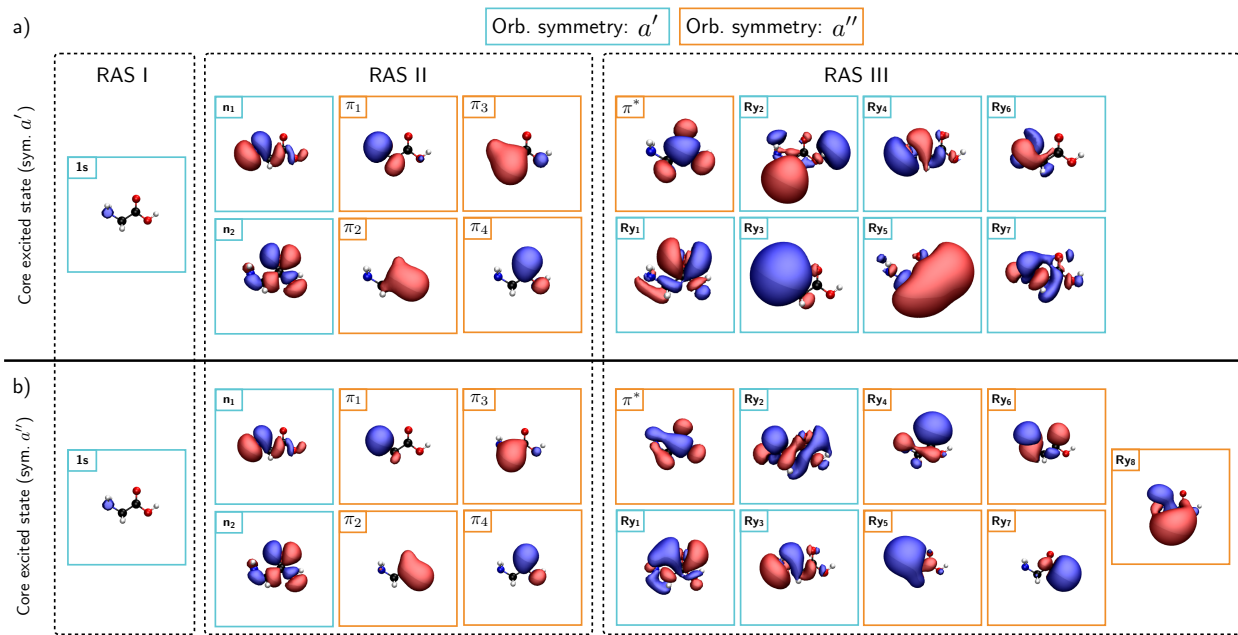 Orb. symmetry: a′ Orb. symmetry: a″
a)
RAS I RAS II RAS III
Core excited state (sym. a′)
1s
n₁ π₁ π₃
n₂ π₂ π₄
π* Ry₂ Ry₄ Ry₆
Ry₁ Ry₃ Ry₅ Ry₇
b)
Core excited state (sym. a″)
1s
n₁ π₁ π₃
n₂ π₂ π₄
π* Ry₂ Ry₄ Ry₆
Ry₁ Ry₃ Ry₅ Ry₇
Ry₈